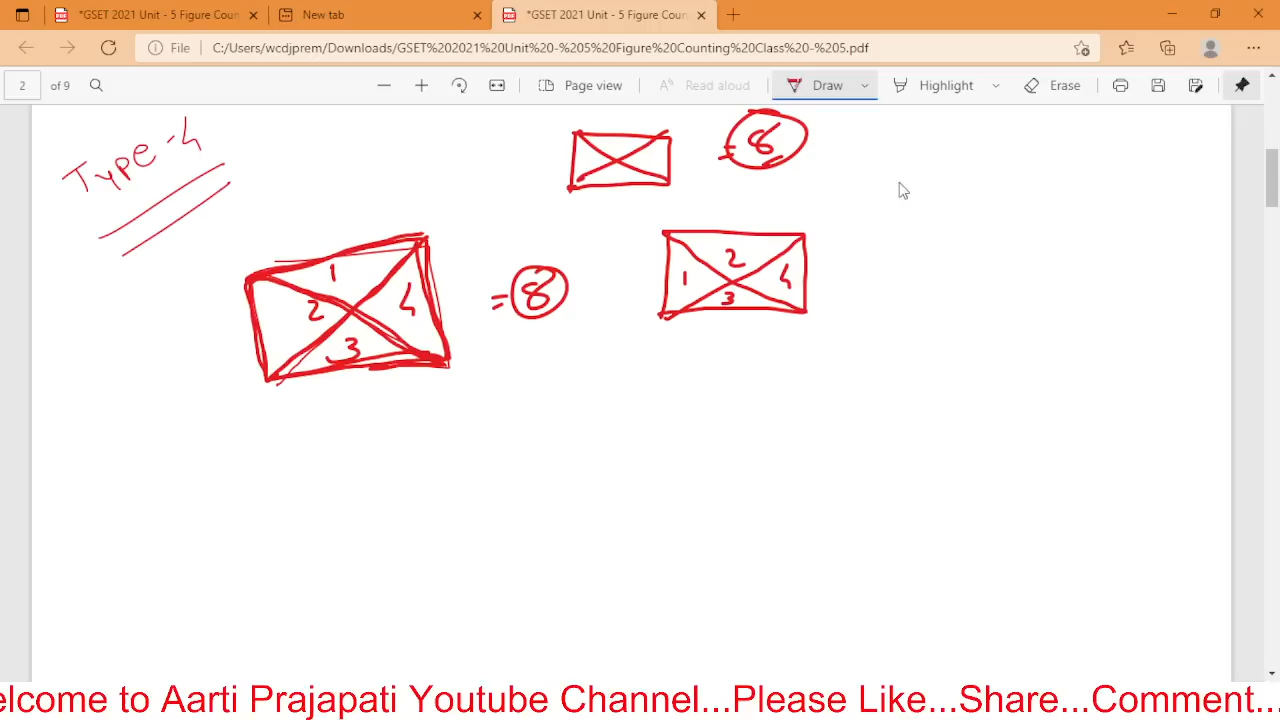 *GSET 2021 Unit - 5 Figure Coun
New tab
*GSET 2021 Unit - 5 Figure Coun
File
C:/Users/wcdjprem/Downloads/GSET%202021%20Unit%20-%205%20Figure%20Counting%20Class%20-%205.pdf
2 of 9
Page view
Read aloud
Draw
Highlight
Erase
Type-4
= 8
1
2
3
4
= 8
1
2
3
4
elcome to Aarti Prajapati Youtube Channel...Please Like...Share...Comment...